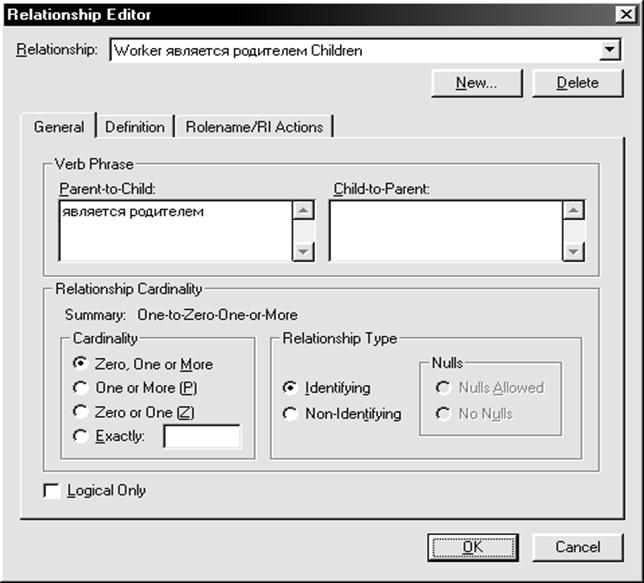 Relationship Editor
Relationship: Worker является родителем Children
New... Delete
General Definition Rolename/RI Actions
Verb Phrase
Parent-to-Child: Child-to-Parent:
является родителем
Relationship Cardinality
Summary: One-to-Zero-One-or-More
Cardinality Relationship Type
Zero, One or More Nulls
One or More (P) Identifying Nulls Allowed
Zero or One (Z) Non-Identifying No Nulls
Exactly:
Logical Only
OK Cancel